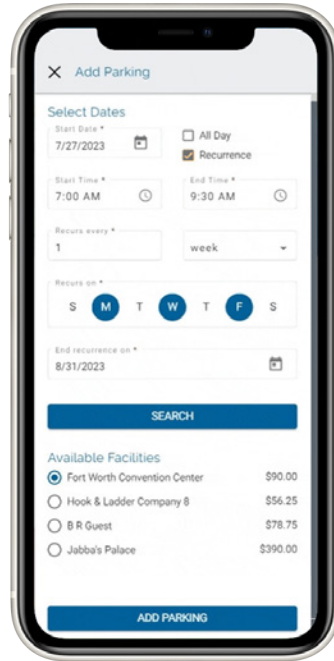 Add Parking
Select Dates
Start Date *
7/27/2023
All Day
Recurrence
Start Time *
7:00 AM
End Time *
9:30 AM
Recurs every *
1
week
Recurs on *
S M T W T F S
End recurrence on *
8/31/2023
SEARCH
Available Facilities
Fort Worth Convention Center $90.00
Hook & Ladder Company 8 $56.25
B R Guest $78.75
Jabba's Palace $390.00
ADD PARKING